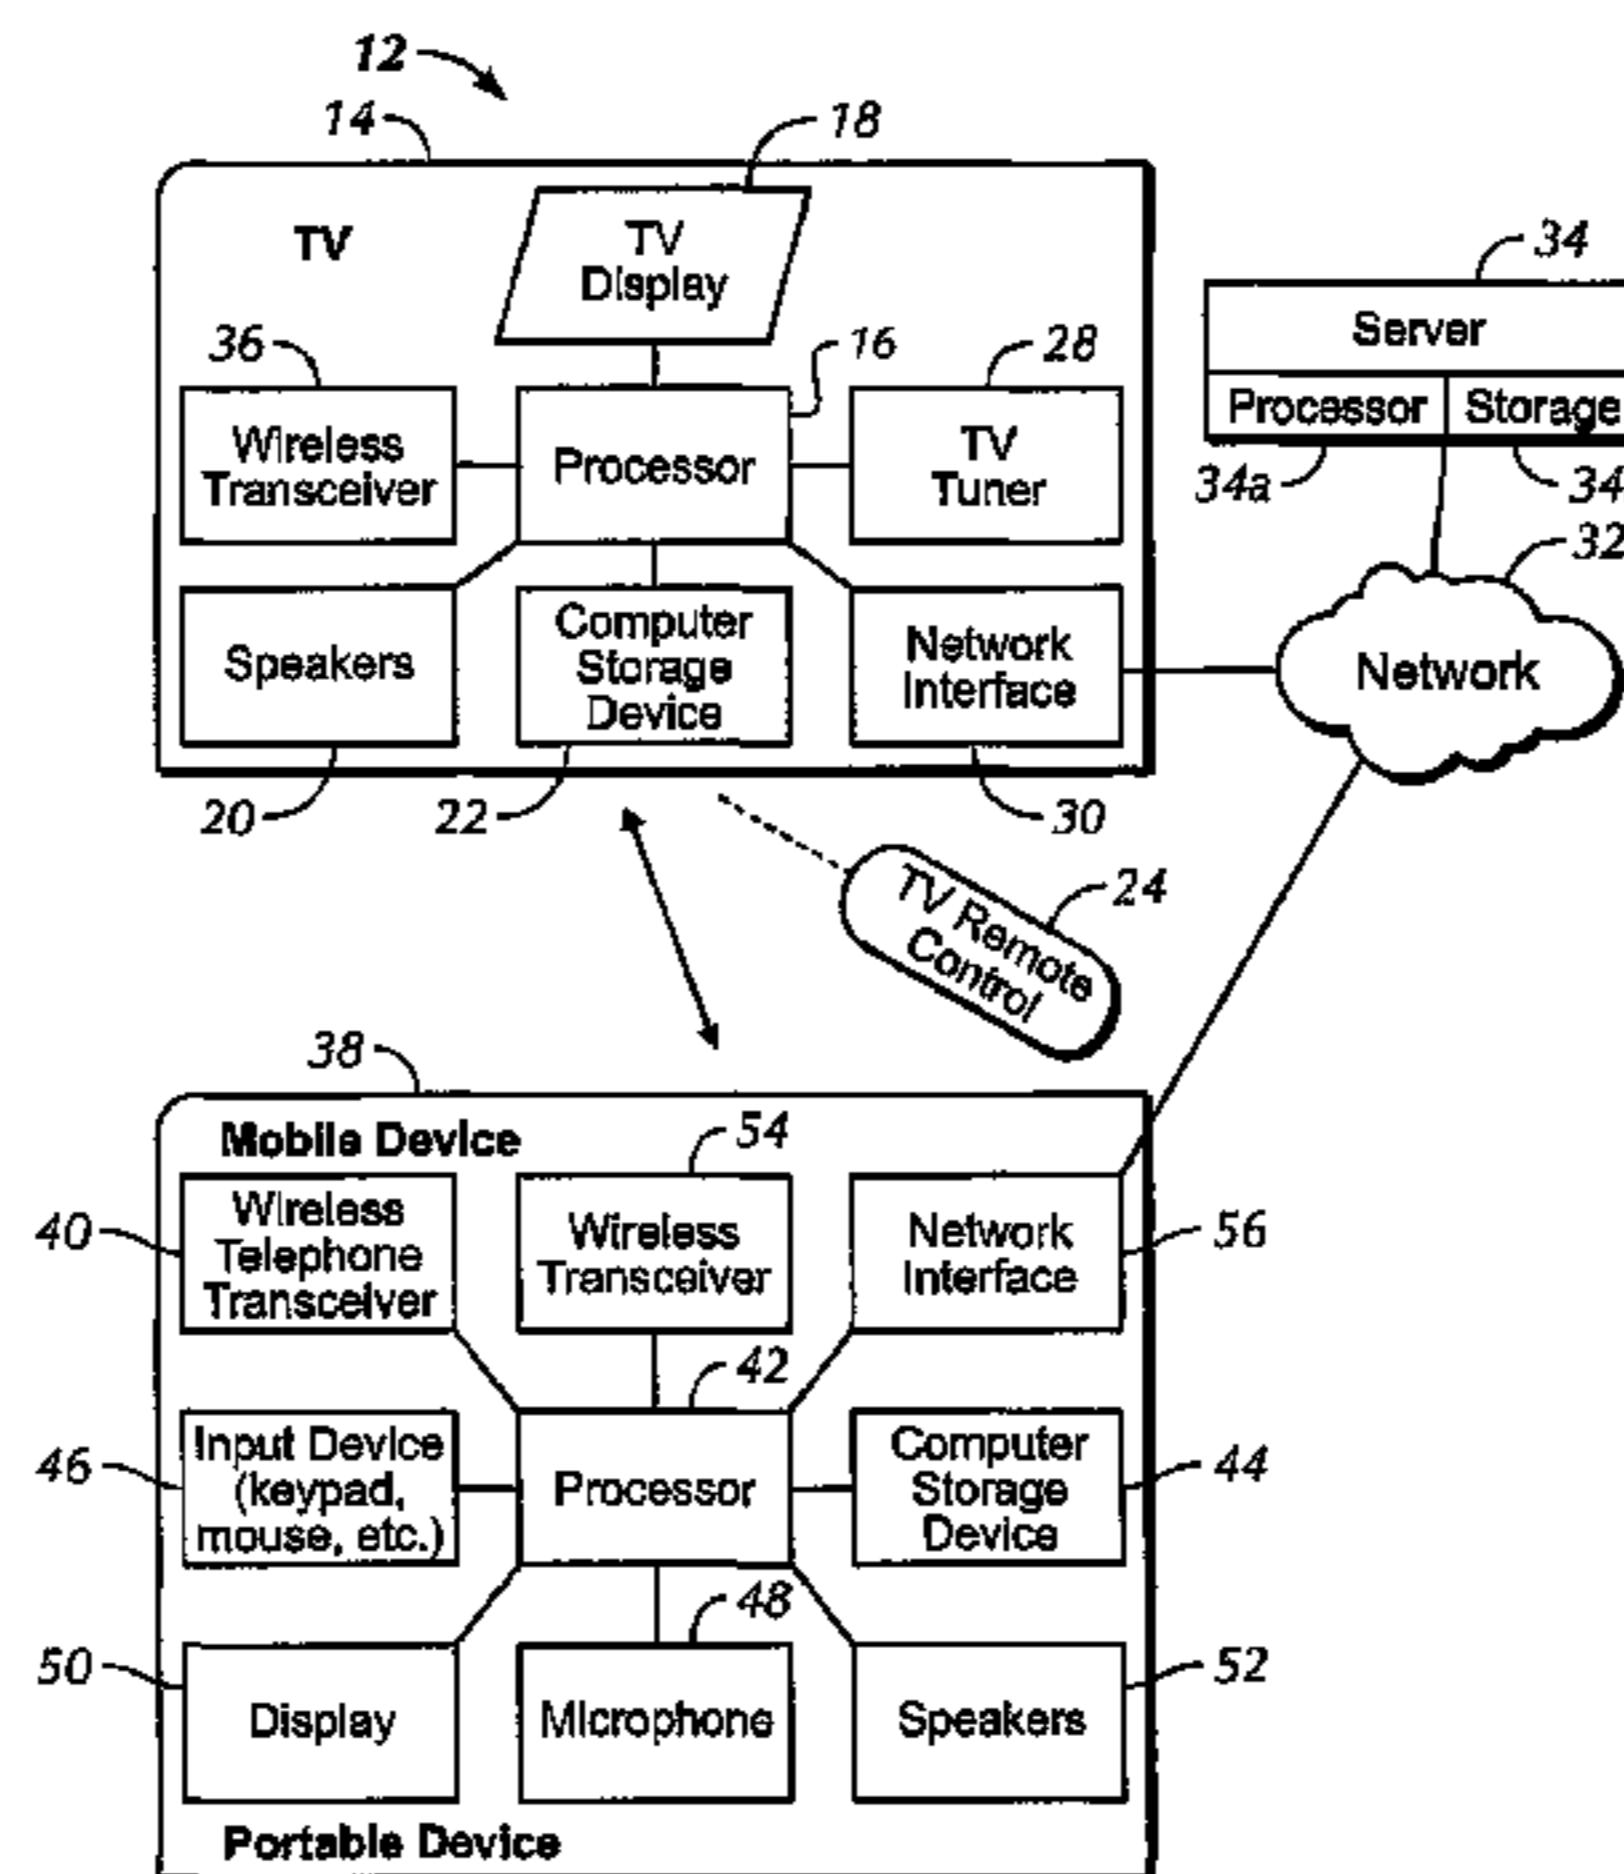 12
14
18
TV
TV
Display
36
16
28
34
Server
Processor
Storage
34a
34
Wireless
Transceiver
Processor
TV
Tuner
32
Speakers
Computer
Storage
Device
Network
Interface
Network
20
22
30
24
TV Remote
Control
38
Mobile Device
54
40
Wireless
Telephone
Transceiver
Wireless
Transceiver
Network
Interface
56
42
46
Input Device
(keypad,
mouse, etc.)
Processor
Computer
Storage
Device
44
48
50
Display
Microphone
Speakers
52
Portable Device